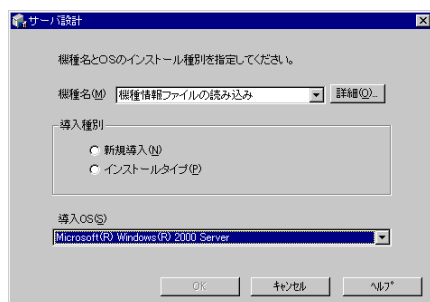 サーバ設計
機種名とOSのインストール種別を指定してください。
機種名(M) 機種情報ファイルの読み込み 詳細(O)...
導入種別
新規導入(N)
インストールタイプ(P)
導入OS(S)
Microsoft(R) Windows(R) 2000 Server
OK キャンセル ヘルプ